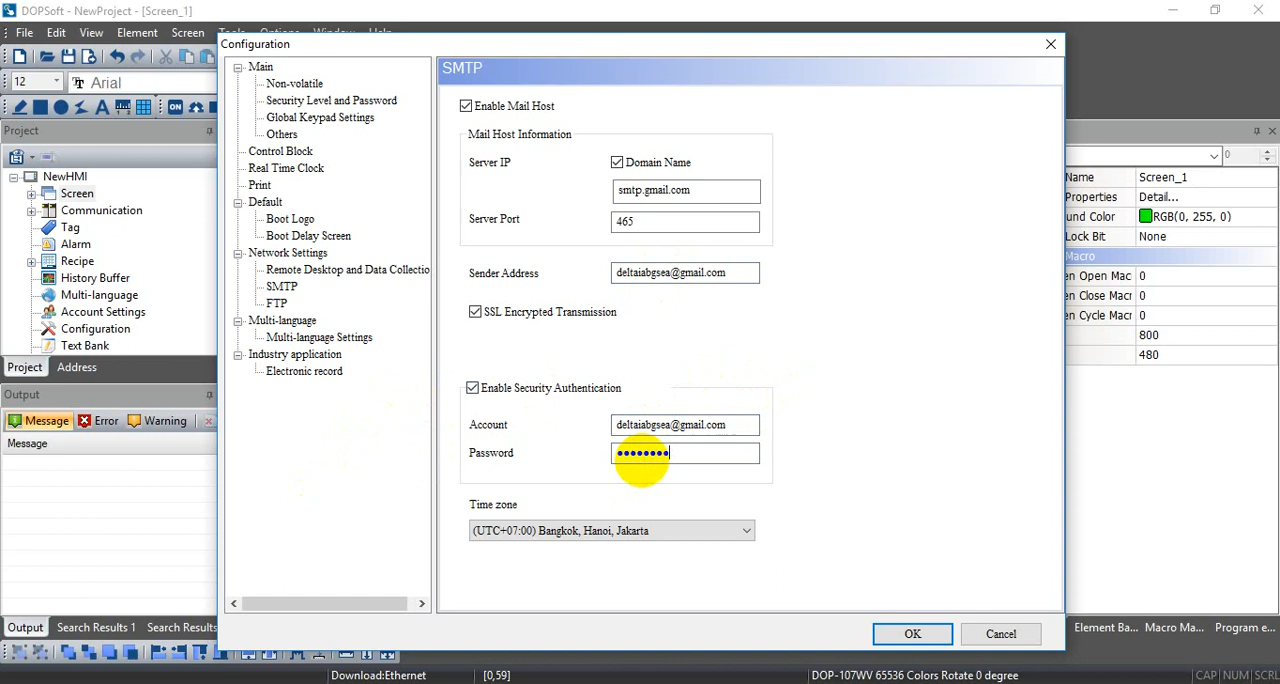 DOPSoft - NewProject - [Screen_1]
File Edit View Element Screen Tools Options Window Help
12 Arial
ON
Project
NewHMI
Screen
Communication
Tag
Alarm
Recipe
History Buffer
Multi-language
Account Settings
Configuration
Text Bank
Project Address
Output
Message Error Warning
Message
Output Search Results 1 Search Results
Configuration
Main
Non-volatile
Security Level and Password
Global Keypad Settings
Others
Control Block
Real Time Clock
Print
Default
Boot Logo
Boot Delay Screen
Network Settings
Remote Desktop and Data Collectio
SMTP
FTP
Multi-language
Multi-language Settings
Industry application
Electronic record
SMTP
Enable Mail Host
Mail Host Information
Server IP Domain Name
smtp.gmail.com
Server Port 465
Sender Address deltaiabgsea@gmail.com
SSL Encrypted Transmission
Enable Security Authentication
Account deltaiabgsea@gmail.com
Password ••••••••
Time zone
(UTC+07:00) Bangkok, Hanoi, Jakarta
OK Cancel
0
Name Screen_1
Properties Detail...
und Color RGB(0, 255, 0)
Lock Bit None
Macro
en Open Macr 0
en Close Macr 0
en Cycle Macr 0
800
480
Element Ba... Macro Ma... Program e...
Download:Ethernet [0,59] DOP-107WV 65536 Colors Rotate 0 degree CAP NUM SCRL